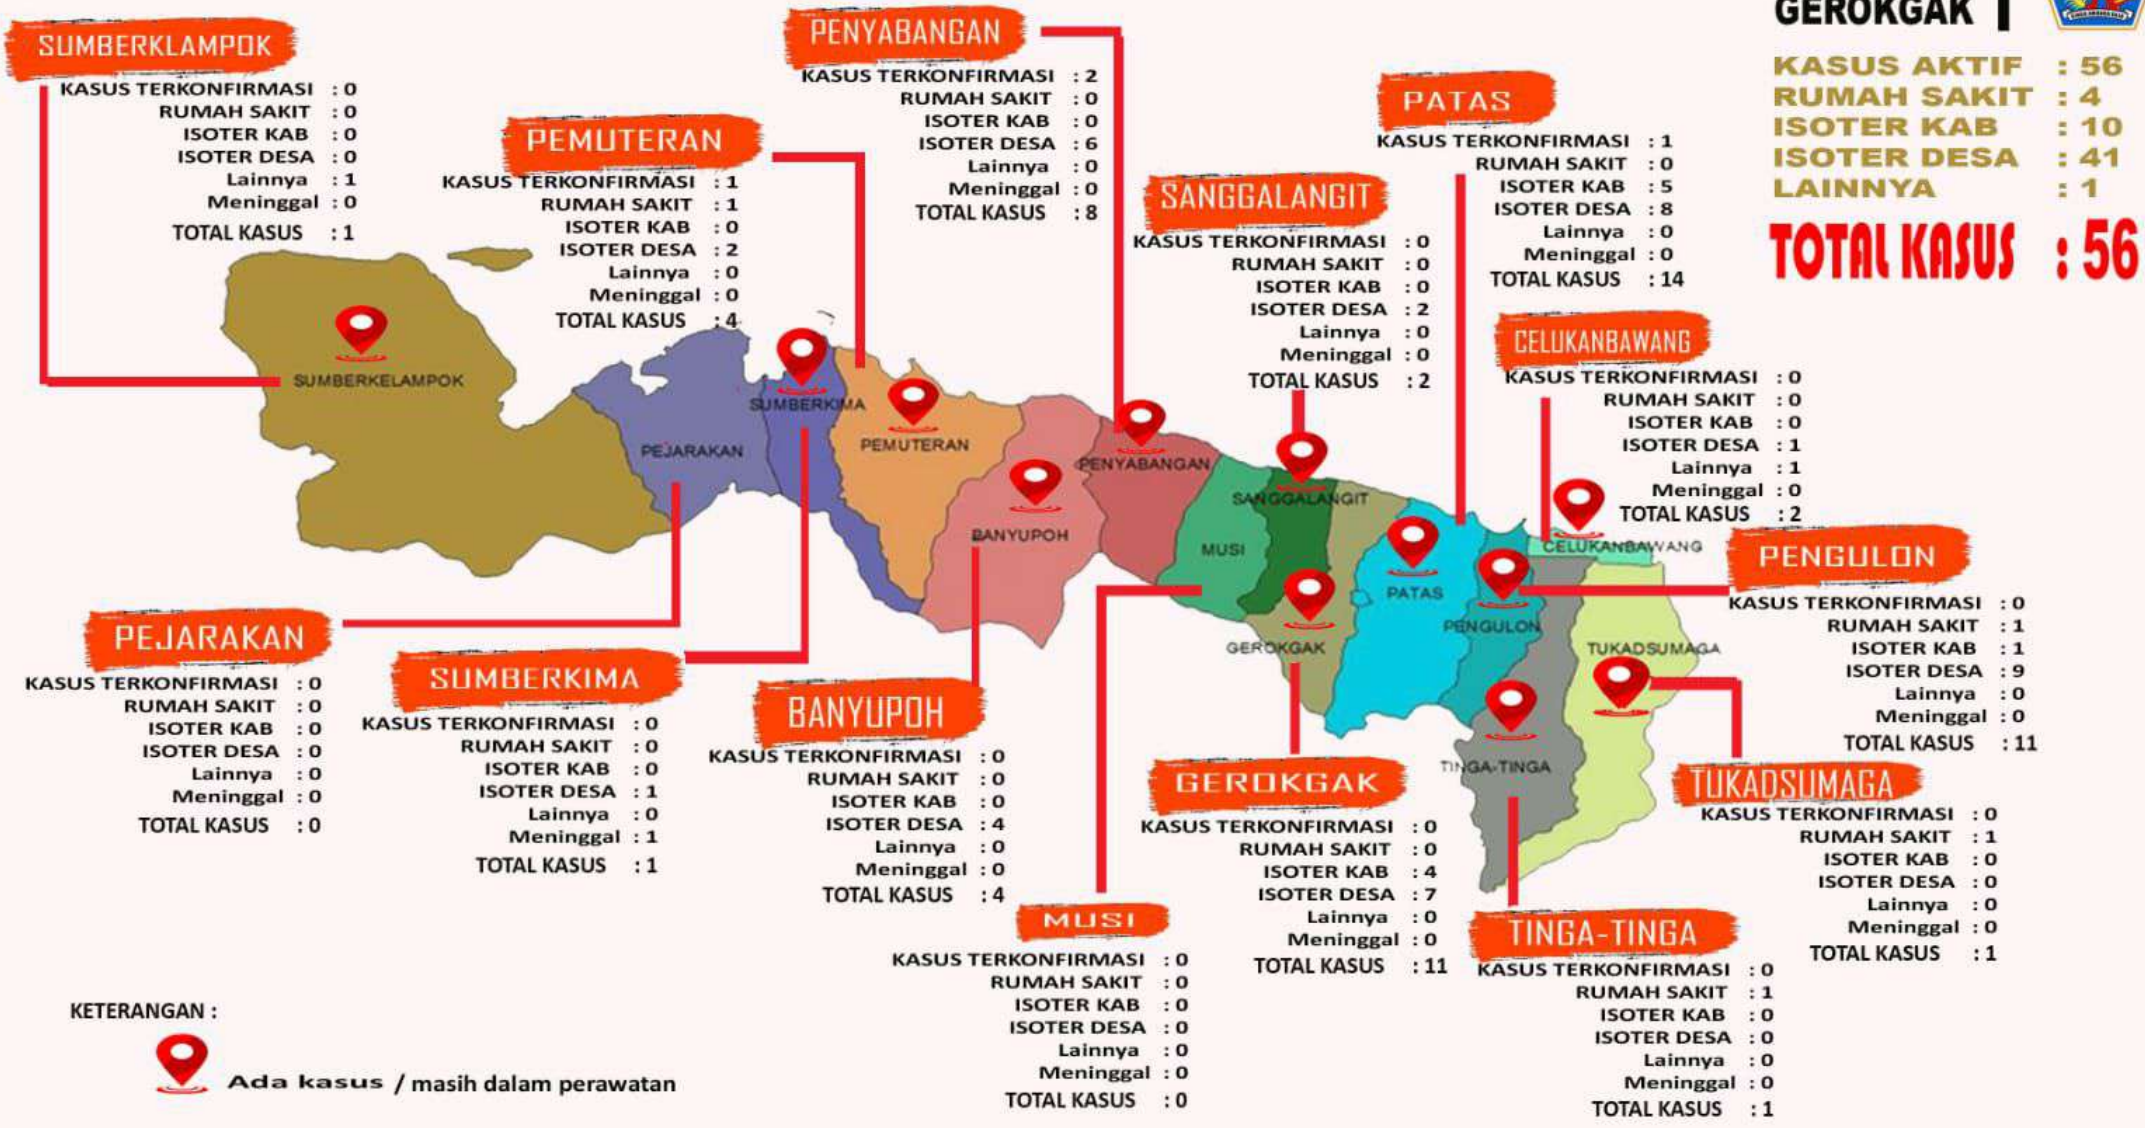 GEROKGAK I
KASUS AKTIF : 56
RUMAH SAKIT : 4
ISOTER KAB : 10
ISOTER DESA : 41
LAINNYA : 1
TOTAL KASUS : 56
SUMBERKLAMPOK
KASUS TERKONFIRMASI : 0
RUMAH SAKIT : 0
ISOTER KAB : 0
ISOTER DESA : 0
Lainnya : 1
Meninggal : 0
TOTAL KASUS : 1
PEMUTERAN
KASUS TERKONFIRMASI : 1
RUMAH SAKIT : 1
ISOTER KAB : 0
ISOTER DESA : 2
Lainnya : 0
Meninggal : 0
TOTAL KASUS : 4
PENYABANGAN
KASUS TERKONFIRMASI : 2
RUMAH SAKIT : 0
ISOTER KAB : 0
ISOTER DESA : 6
Lainnya : 0
Meninggal : 0
TOTAL KASUS : 8
SANGGALANGIT
KASUS TERKONFIRMASI : 0
RUMAH SAKIT : 0
ISOTER KAB : 0
ISOTER DESA : 2
Lainnya : 0
Meninggal : 0
TOTAL KASUS : 2
PATAS
KASUS TERKONFIRMASI : 1
RUMAH SAKIT : 0
ISOTER KAB : 5
ISOTER DESA : 8
Lainnya : 0
Meninggal : 0
TOTAL KASUS : 14
CELUKANBAWANG
KASUS TERKONFIRMASI : 0
RUMAH SAKIT : 0
ISOTER KAB : 0
ISOTER DESA : 1
Lainnya : 1
Meninggal : 0
TOTAL KASUS : 2
SUMBERKELAMPOK
PEJARAKAN
SUMBERKIMA
PEMUTERAN
BANYUPOH
PENYABANGAN
MUSI
SANGGALANGIT
GEROKGAK
PATAS
PENGULON
CELUKANBAWANG
TINGA-TINGA
TUKADSUMAGA
PENGULON
KASUS TERKONFIRMASI : 0
RUMAH SAKIT : 1
ISOTER KAB : 1
ISOTER DESA : 9
Lainnya : 0
Meninggal : 0
TOTAL KASUS : 11
PEJARAKAN
KASUS TERKONFIRMASI : 0
RUMAH SAKIT : 0
ISOTER KAB : 0
ISOTER DESA : 0
Lainnya : 0
Meninggal : 0
TOTAL KASUS : 0
SUMBERKIMA
KASUS TERKONFIRMASI : 0
RUMAH SAKIT : 0
ISOTER KAB : 0
ISOTER DESA : 1
Lainnya : 0
Meninggal : 1
TOTAL KASUS : 1
BANYUPOH
KASUS TERKONFIRMASI : 0
RUMAH SAKIT : 0
ISOTER KAB : 0
ISOTER DESA : 4
Lainnya : 0
Meninggal : 0
TOTAL KASUS : 4
MUSI
KASUS TERKONFIRMASI : 0
RUMAH SAKIT : 0
ISOTER KAB : 0
ISOTER DESA : 0
Lainnya : 0
Meninggal : 0
TOTAL KASUS : 0
GEROKGAK
KASUS TERKONFIRMASI : 0
RUMAH SAKIT : 0
ISOTER KAB : 4
ISOTER DESA : 7
Lainnya : 0
Meninggal : 0
TOTAL KASUS : 11
TINGA-TINGA
KASUS TERKONFIRMASI : 0
RUMAH SAKIT : 1
ISOTER KAB : 0
ISOTER DESA : 0
Lainnya : 0
Meninggal : 0
TOTAL KASUS : 1
TUKADSUMAGA
KASUS TERKONFIRMASI : 0
RUMAH SAKIT : 1
ISOTER KAB : 0
ISOTER DESA : 0
Lainnya : 0
Meninggal : 0
TOTAL KASUS : 1
KETERANGAN :
Ada kasus / masih dalam perawatan